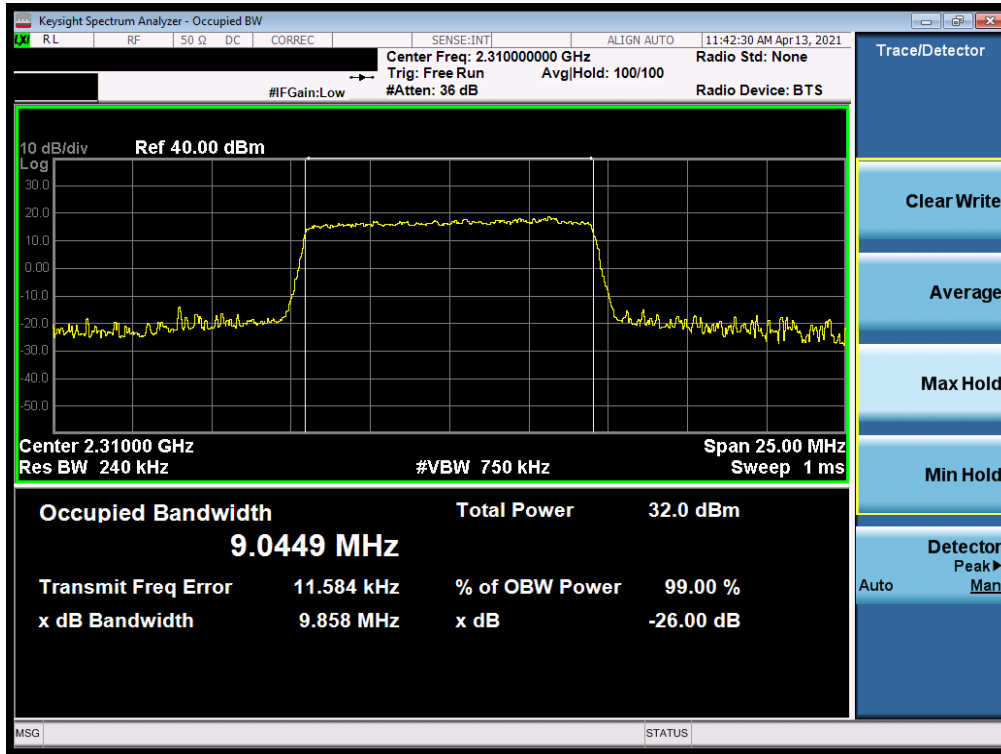 Keysight Spectrum Analyzer - Occupied BW
LXI RL RF 50 Ω DC CORREC SENSE:INT ALIGN AUTO 11:42:30 AM Apr 13, 2021
Center Freq: 2.310000000 GHz Radio Std: None
Trig: Free Run Avg|Hold: 100/100
#IFGain:Low #Atten: 36 dB Radio Device: BTS
10 dB/div Ref 40.00 dBm
Log
30.0
20.0
10.0
0.00
-10.0
-20.0
-30.0
-40.0
-50.0
Center 2.31000 GHz Span 25.00 MHz
Res BW 240 kHz #VBW 750 kHz Sweep 1 ms
Occupied Bandwidth Total Power 32.0 dBm
9.0449 MHz
Transmit Freq Error 11.584 kHz % of OBW Power 99.00 %
x dB Bandwidth 9.858 MHz x dB -26.00 dB
MSG STATUS
Trace/Detector
Clear Write
Average
Max Hold
Min Hold
Detector
Peak▶
Auto Man